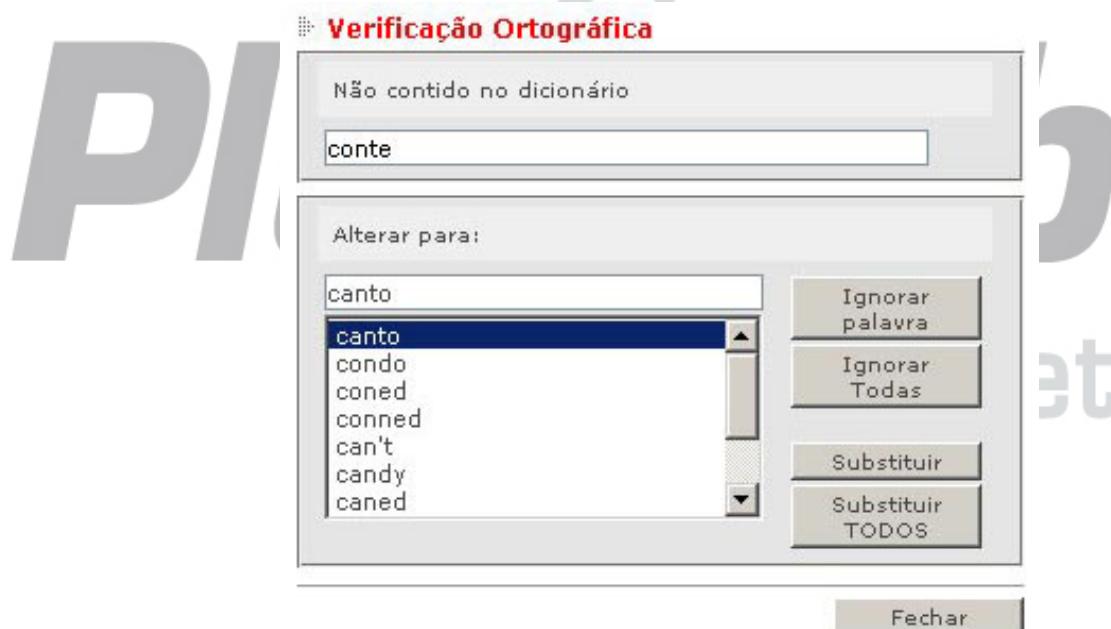 Verificação Ortográfica
Não contido no dicionário
conte
Alterar para:
canto
canto
condo
coned
conned
can't
candy
caned
Ignorar
palavra
Ignorar
Todas
Substituir
Substituir
TODOS
Fechar